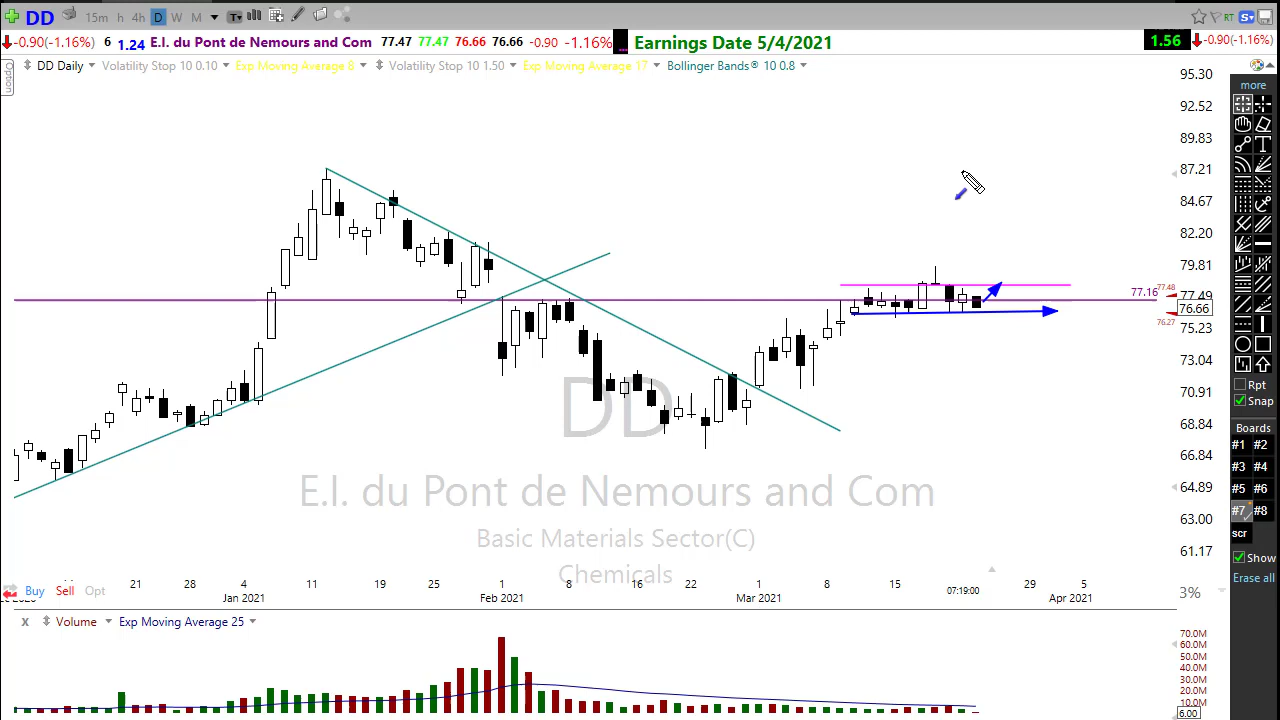 DD 15m h 4h D W M T RT S
-0.90(-1.16%) 6 1.24 E.I. du Pont de Nemours and Com 77.47 77.47 76.66 76.66 -0.90 -1.16% Earnings Date 5/4/2021 1.56 -0.90(-1.16%)
Option
DD Daily Volatility Stop 10 0.10 Exp Moving Average 8 Volatility Stop 10 1.50 Exp Moving Average 17 Bollinger Bands® 10 0.8
95.30
92.52
89.83
87.21
84.67
82.20
79.81
77.16 77.48
77.49
76.66
76.27
75.23
73.04
70.91
68.84
66.84
64.89
63.00
61.17
more
T
Rpt
Snap
Boards
#1 #2
#3 #4
#5 #6
#7 #8
scr
Show
Erase all
DD
E.I. du Pont de Nemours and Com
Basic Materials Sector(C)
Chemicals
21 28 4 11 19 25 1 8 16 22 1 8 15 29 5
Buy Sell Opt
Jan 2021 Feb 2021 Mar 2021 07:19:00 Apr 2021
3%
x Volume Exp Moving Average 25
70.0M
60.0M
50.0M
40.0M
30.0M
20.0M
10.0M
6.00